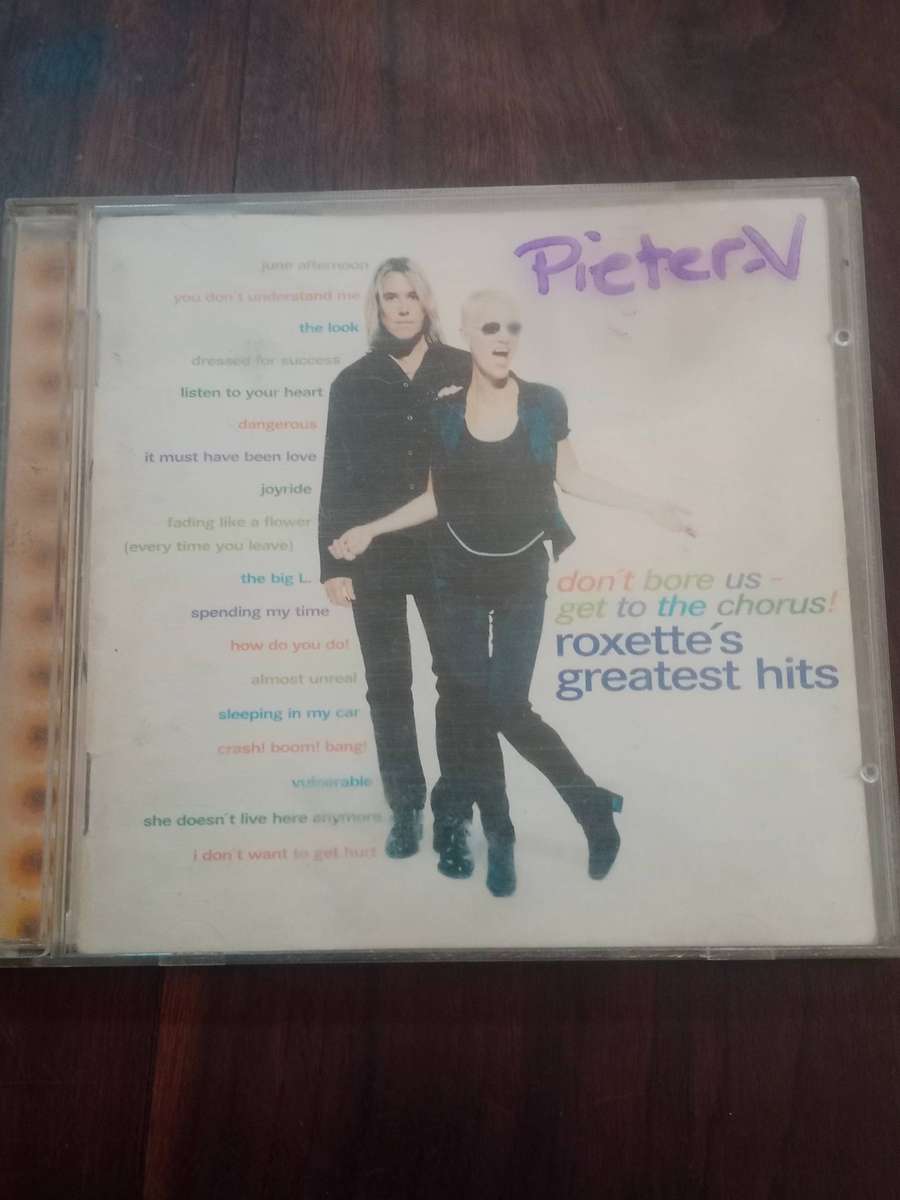 Pieter-V
june afternoon
you don't understand me
the look
dressed for success
listen to your heart
dangerous
it must have been love
joyride
fading like a flower
(every time you leave)
the big L.
spending my time
how do you do!
almost unreal
sleeping in my car
crash! boom! bang!
vulnerable
she doesn´t live here anymore
i don´t want to get hurt
don´t bore us -
get to the chorus!
roxette´s
greatest hits